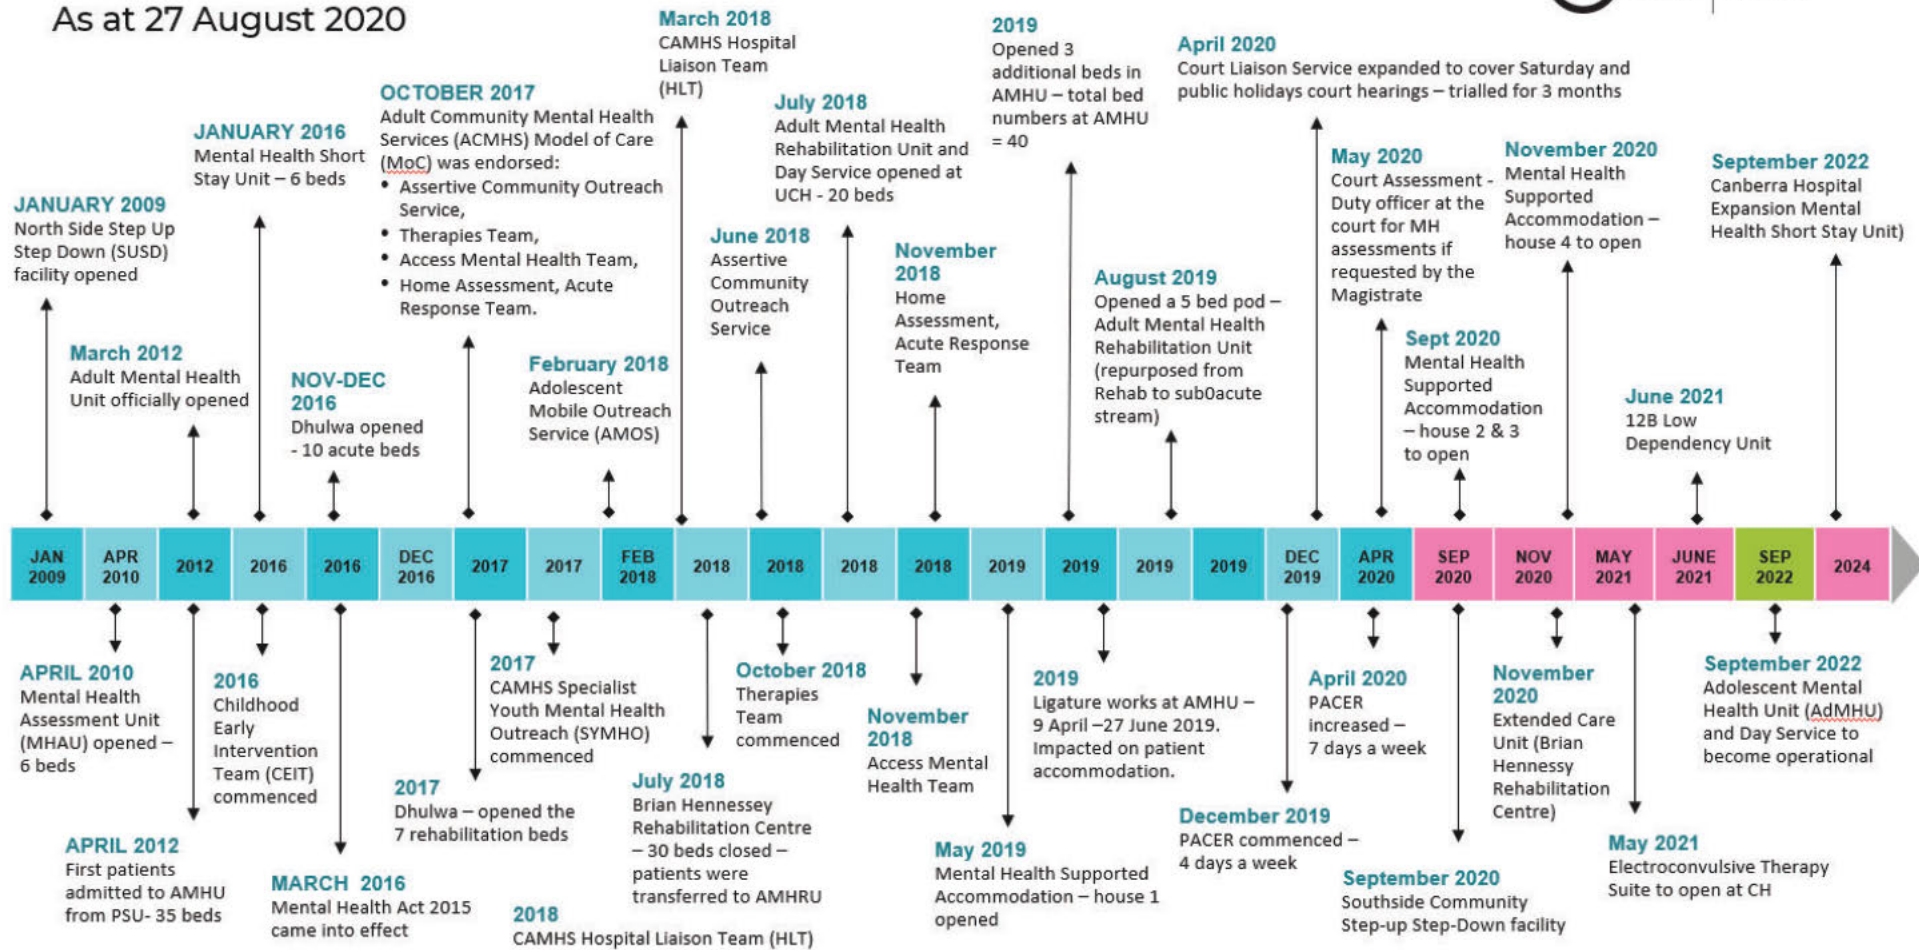 As at 27 August 2020
JANUARY 2009
North Side Step Up
Step Down (SUSD)
facility opened
March 2012
Adult Mental Health
Unit officially opened
JANUARY 2016
Mental Health Short
Stay Unit – 6 beds
NOV-DEC
2016
Dhulwa opened
- 10 acute beds
OCTOBER 2017
Adult Community Mental Health
Services (ACMHS) Model of Care
(MoC) was endorsed:
• Assertive Community Outreach
Service,
• Therapies Team,
• Access Mental Health Team,
• Home Assessment, Acute
Response Team.
February 2018
Adolescent
Mobile Outreach
Service (AMOS)
March 2018
CAMHS Hospital
Liaison Team
(HLT)
June 2018
Assertive
Community
Outreach
Service
July 2018
Adult Mental Health
Rehabilitation Unit and
Day Service opened at
UCH - 20 beds
November
2018
Home
Assessment,
Acute Response
Team
2019
Opened 3
additional beds in
AMHU – total bed
numbers at AMHU
= 40
August 2019
Opened a 5 bed pod –
Adult Mental Health
Rehabilitation Unit
(repurposed from
Rehab to sub0acute
stream)
April 2020
Court Liaison Service expanded to cover Saturday and
public holidays court hearings – trialled for 3 months
May 2020
Court Assessment -
Duty officer at the
court for MH
assessments if
requested by the
Magistrate
Sept 2020
Mental Health
Supported
Accommodation
– house 2 & 3
to open
November 2020
Mental Health
Supported
Accommodation –
house 4 to open
June 2021
12B Low
Dependency Unit
September 2022
Canberra Hospital
Expansion Mental
Health Short Stay Unit)
JAN
2009
APR
2010
2012
2016
2016
DEC
2016
2017
2017
FEB
2018
2018
2018
2018
2018
2019
2019
2019
2019
DEC
2019
APR
2020
SEP
2020
NOV
2020
MAY
2021
JUNE
2021
SEP
2022
2024
APRIL 2010
Mental Health
Assessment Unit
(MHAU) opened –
6 beds
APRIL 2012
First patients
admitted to AMHU
from PSU- 35 beds
2016
Childhood
Early
Intervention
Team (CEIT)
commenced
MARCH 2016
Mental Health Act 2015
came into effect
2017
Dhulwa – opened the
7 rehabilitation beds
2017
CAMHS Specialist
Youth Mental Health
Outreach (SYMHO)
commenced
2018
CAMHS Hospital Liaison Team (HLT)
July 2018
Brian Hennessey
Rehabilitation Centre
– 30 beds closed –
patients were
transferred to AMHRU
October 2018
Therapies
Team
commenced
November
2018
Access Mental
Health Team
May 2019
Mental Health Supported
Accommodation – house 1
opened
2019
Ligature works at AMHU –
9 April –27 June 2019.
Impacted on patient
accommodation.
December 2019
PACER commenced –
4 days a week
April 2020
PACER
increased –
7 days a week
September 2020
Southside Community
Step-up Step-Down facility
November
2020
Extended Care
Unit (Brian
Hennessy
Rehabilitation
Centre)
May 2021
Electroconvulsive Therapy
Suite to open at CH
September 2022
Adolescent Mental
Health Unit (AdMHU)
and Day Service to
become operational